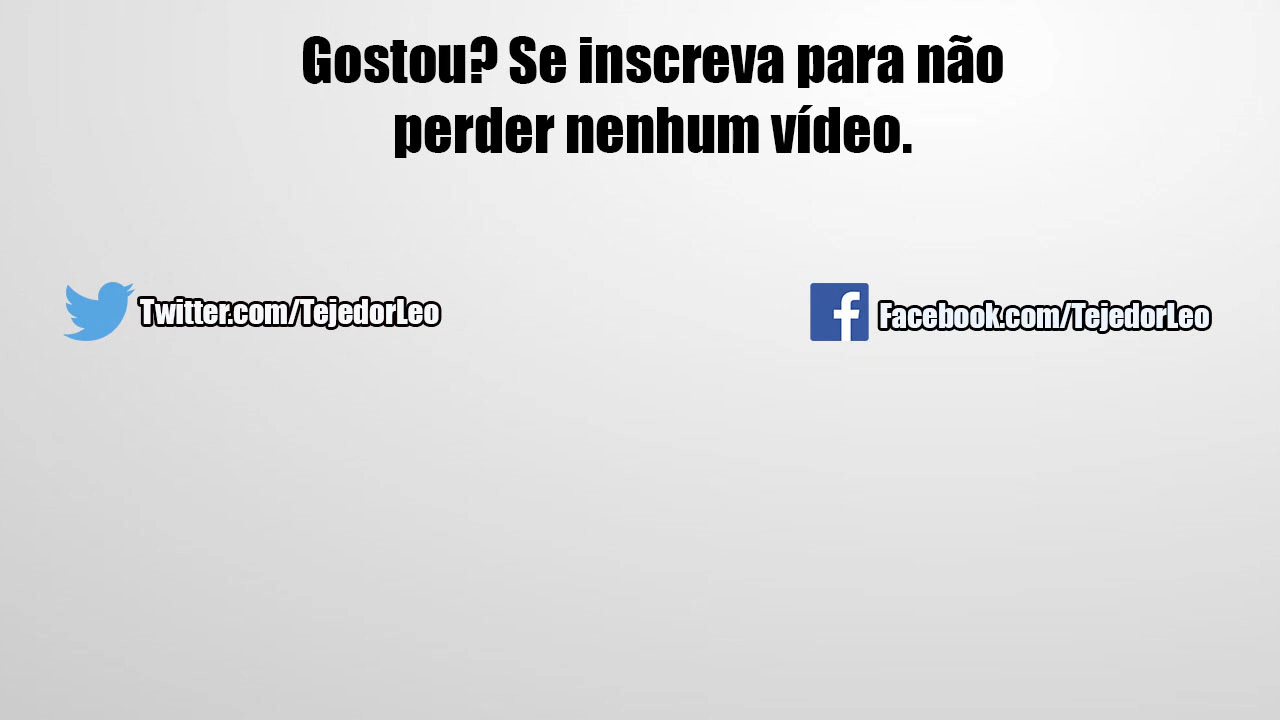 Gostou? Se inscreva para não
perder nenhum vídeo.
Twitter.com/TejedorLeo
Facebook.com/TejedorLeo